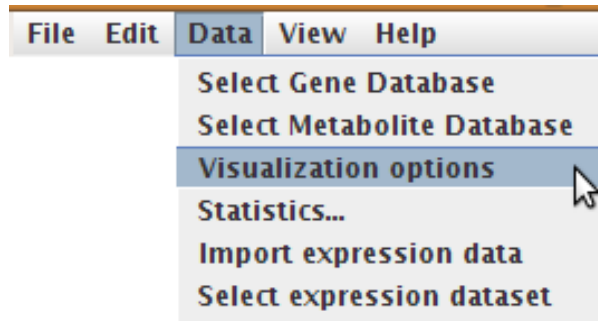 File Edit Data View Help
Select Gene Database
Select Metabolite Database
Visualization options
Statistics...
Import expression data
Select expression dataset